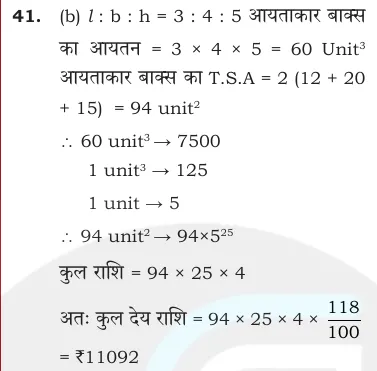 41. (b) l : b : h = 3 : 4 : 5 आयताकार बाक्स
का आयतन = 3 × 4 × 5 = 60 Unit³
आयताकार बाक्स का T.S.A = 2 (12 + 20
+ 15) = 94 unit²
∴ 60 unit³ → 7500
1 unit³ → 125
1 unit → 5
∴ 94 unit² → 94×5²⁵
कुल राशि = 94 × 25 × 4
अतः कुल देय राशि = 94 × 25 × 4 × 118/100
= ₹11092